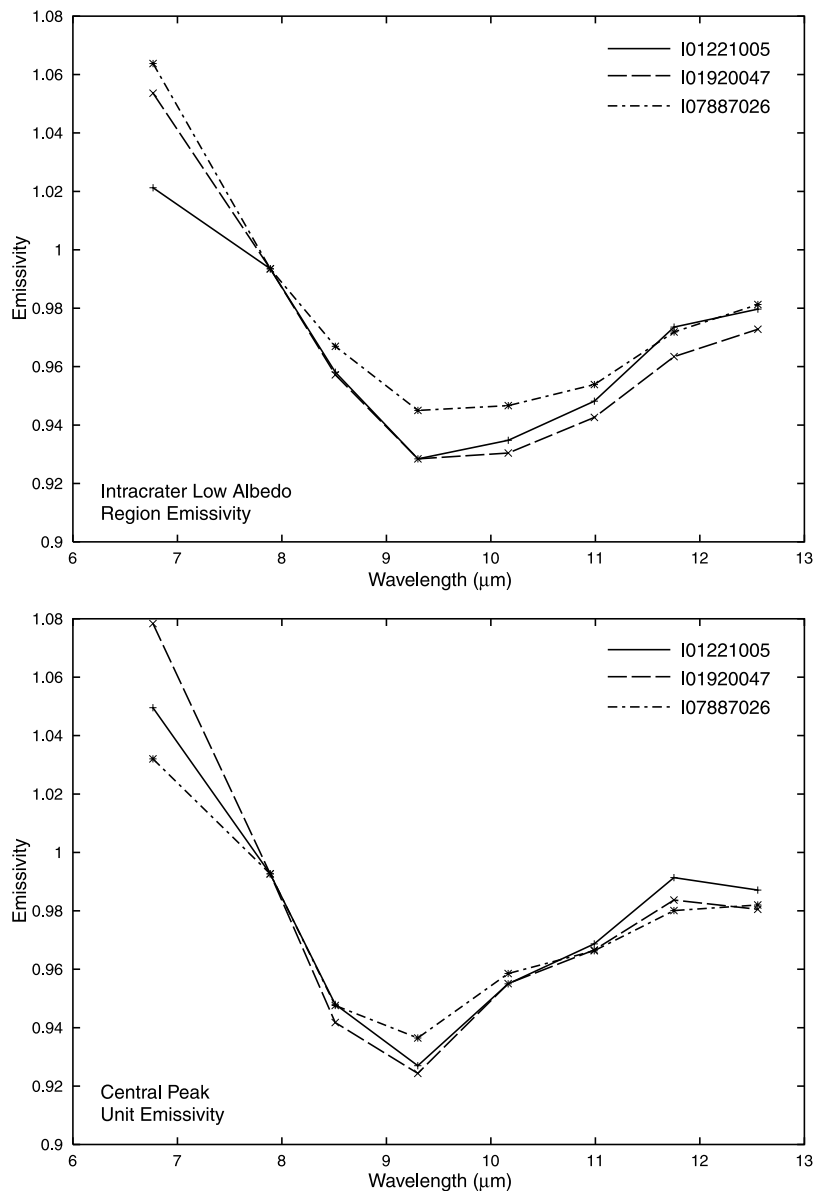 1.08
1.06
1.04
1.02
1
0.98
0.96
0.94
0.92
0.9
Emissivity
I01221005
I01920047
I07887026
Intracrater Low Albedo
Region Emissivity
6 7 8 9 10 11 12 13
Wavelength (μm)
1.08
1.06
1.04
1.02
1
0.98
0.96
0.94
0.92
0.9
Emissivity
I01221005
I01920047
I07887026
Central Peak
Unit Emissivity
6 7 8 9 10 11 12 13
Wavelength (μm)